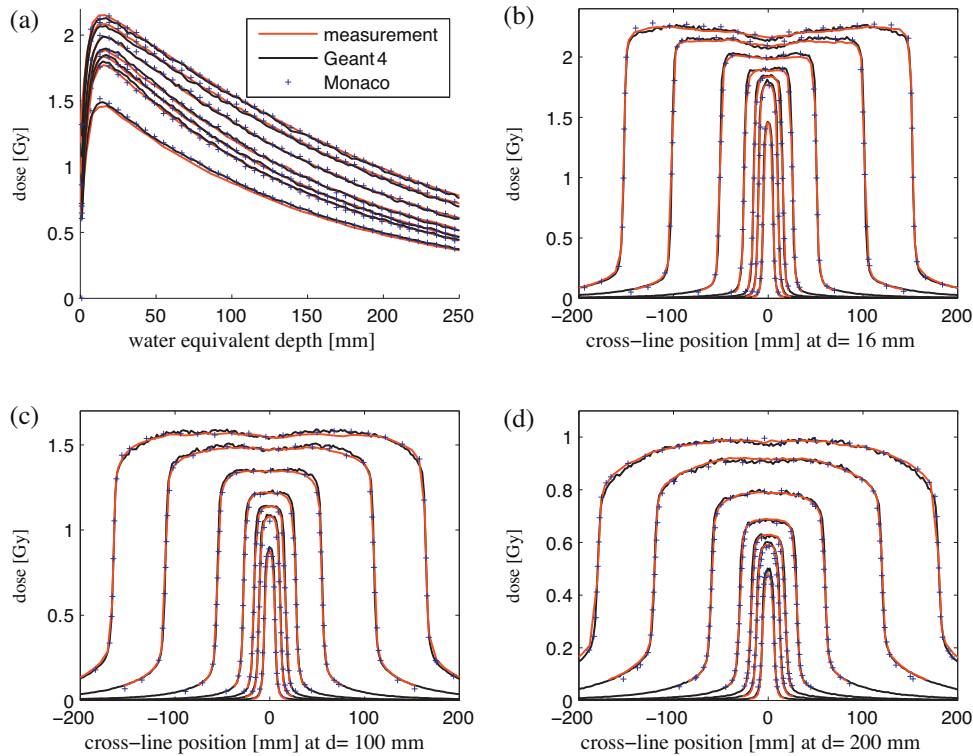 (a)
2
1.5
1
0.5
0
dose [Gy]
measurement
Geant 4
Monaco
0 50 100 150 200 250
water equivalent depth [mm]
(b)
2
1.5
1
0.5
0
dose [Gy]
−200 −100 0 100 200
cross−line position [mm] at d= 16 mm
(c)
1.5
1
0.5
0
dose [Gy]
−200 −100 0 100 200
cross−line position [mm] at d= 100 mm
(d)
1
0.8
0.6
0.4
0.2
0
dose [Gy]
−200 −100 0 100 200
cross−line position [mm] at d= 200 mm